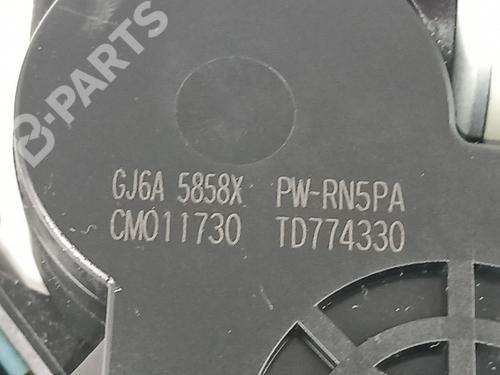 B-PARTS
GJ6A 5858X PW-RN5PA
CM011730 TD774330